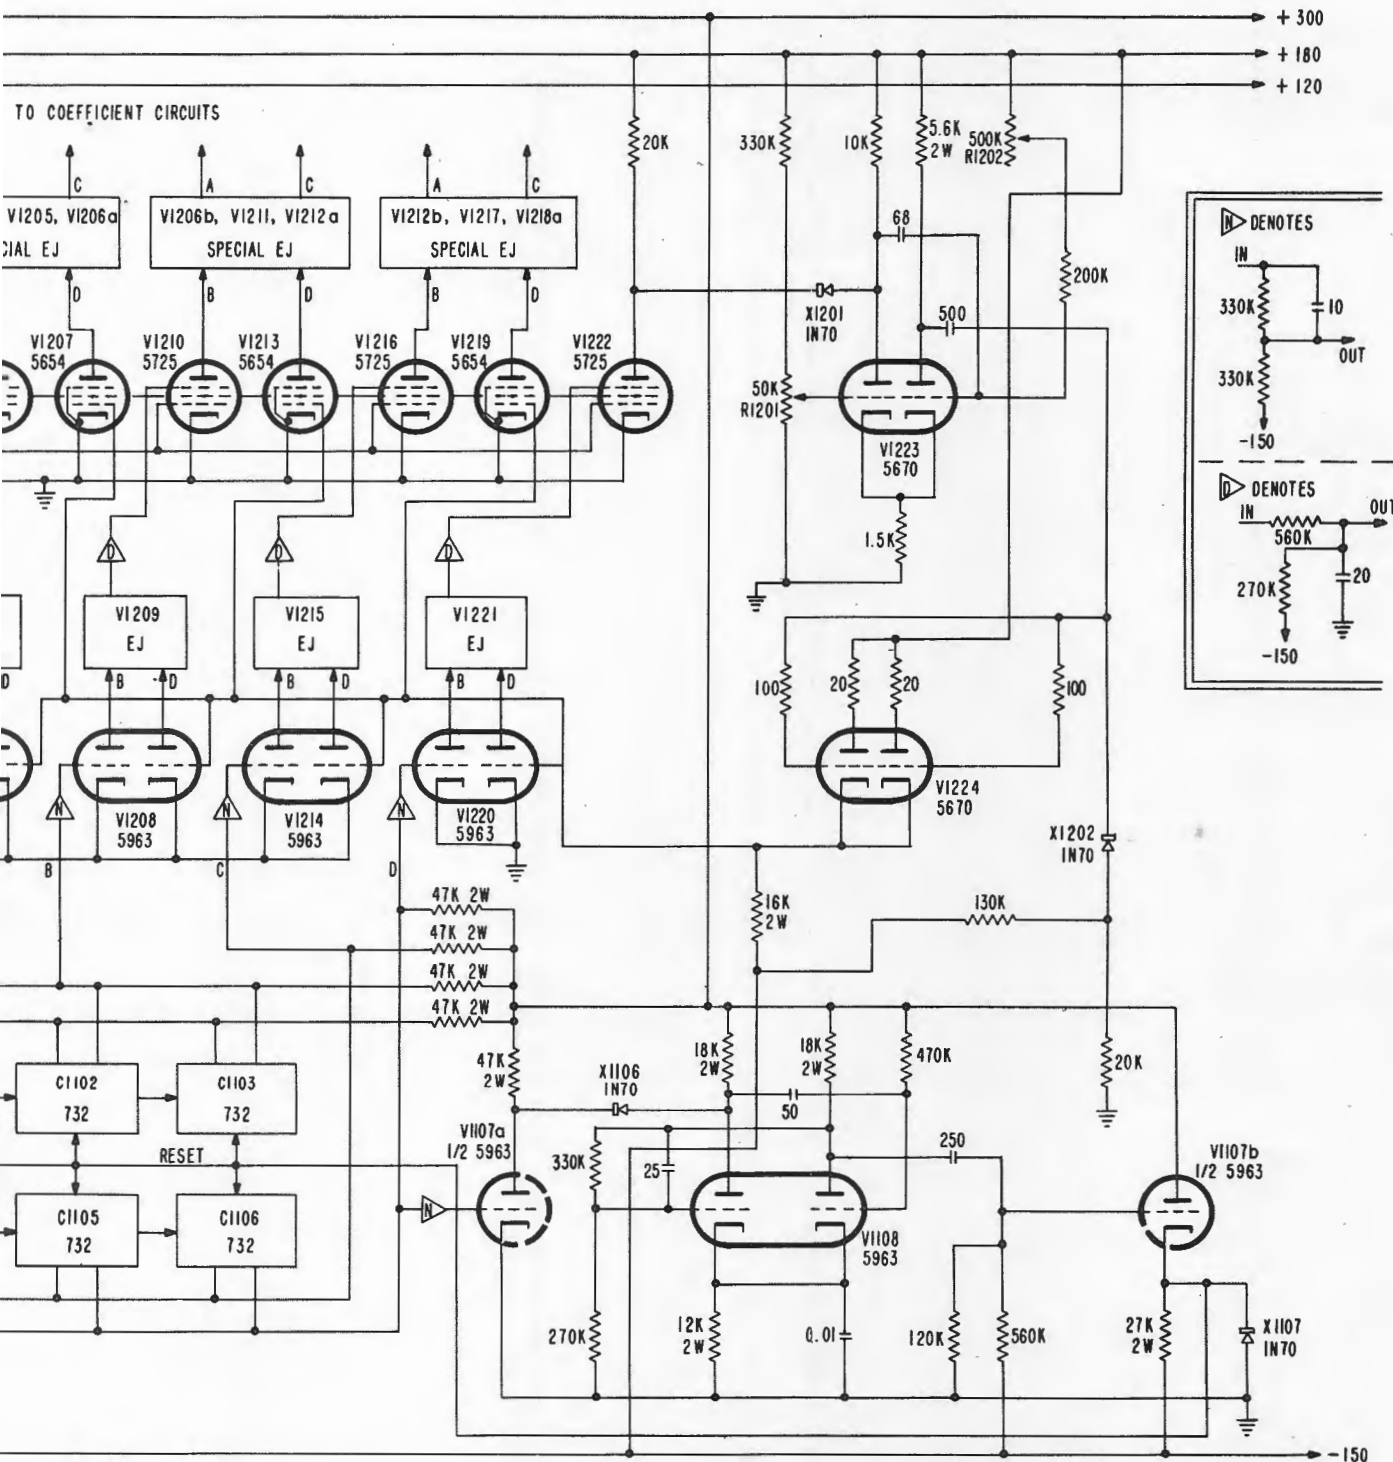 + 300
+ 180
+ 120
TO COEFFICIENT CIRCUITS
20K
330K
10K
5.6K
2W
500K
R1202
C
A
C
A
C
V1205, V1206a
CIAL EJ
V1206b, V1211, V1212a
SPECIAL EJ
V1212b, V1217, V1218a
SPECIAL EJ
68
200K
D
B
D
B
D
X1201
IN70
500
V1207
5654
V1210
5725
V1213
5654
V1216
5725
V1219
5654
V1222
5725
50K
R1201
V1223
5670
1.5K
N DENOTES
IN
330K
10
OUT
330K
-150
D DENOTES
IN
OUT
560K
270K
20
-150
D
D
D
V1209
EJ
V1215
EJ
V1221
EJ
D
B
D
B
D
B
D
100
20
20
100
V1224
5670
N
N
N
V1208
5963
V1214
5963
V1220
5963
B
C
D
X1202
IN70
47K 2W
47K 2W
47K 2W
47K 2W
16K
2W
130K
47K
2W
X1106
IN70
18K
2W
18K
2W
470K
50
20K
C1102
732
C1103
732
RESET
C1105
732
C1106
732
V1107a
1/2 5963
N
330K
25
250
V1107b
1/2 5963
V1108
5963
270K
12K
2W
0.01
120K
560K
27K
2W
X1107
IN70
-150